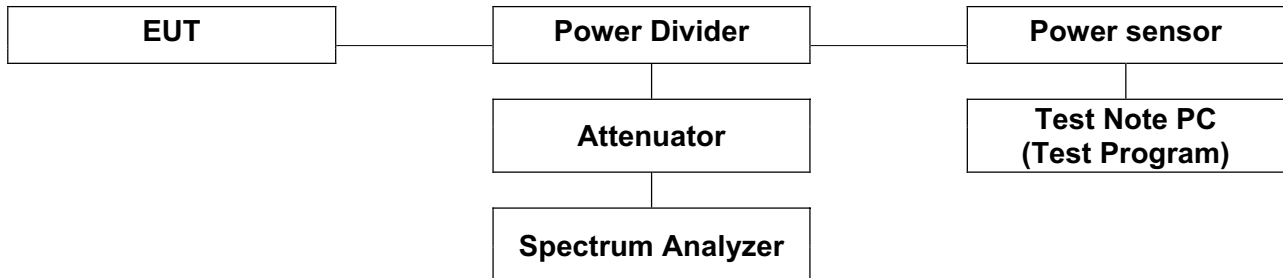 EUT
Power Divider
Power sensor
Attenuator
Test Note PC
(Test Program)
Spectrum Analyzer